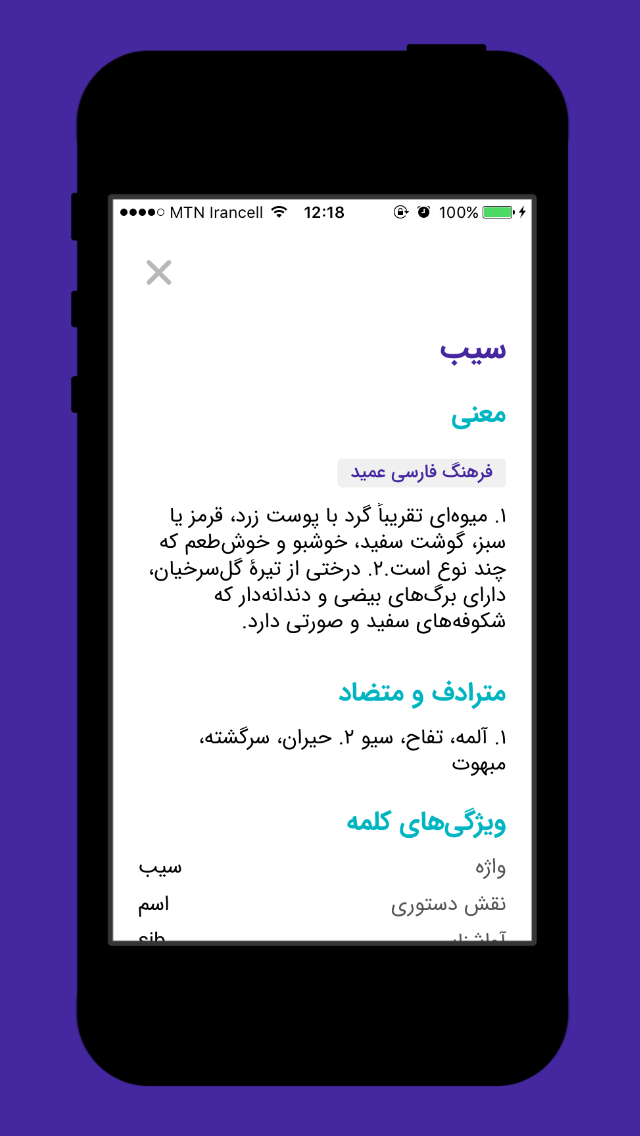 MTN Irancell 12:18 100%
سیب
معنی
فرهنگ فارسی عمید
۱. میوه‌ای تقریباً گرد با پوست زرد، قرمز یا
سبز، گوشت سفید، خوشبو و خوش‌طعم که
چند نوع است.۲. درختی از تیرهٔ گل‌سرخیان،
دارای برگ‌های بیضی و دندانه‌دار که
شکوفه‌های سفید و صورتی دارد.
مترادف و متضاد
۱. آلمه، تفاح، سیو ۲. حیران، سرگشته،
مبهوت
ویژگی‌های کلمه
واژه سیب
نقش دستوری اسم
sib